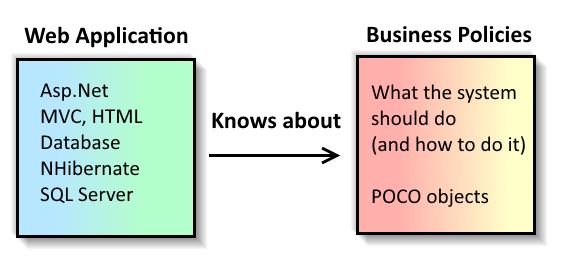 Web Application
Asp.Net
MVC, HTML
Database
NHibernate
SQL Server
Knows about
Business Policies
What the system
should do
(and how to do it)
POCO objects